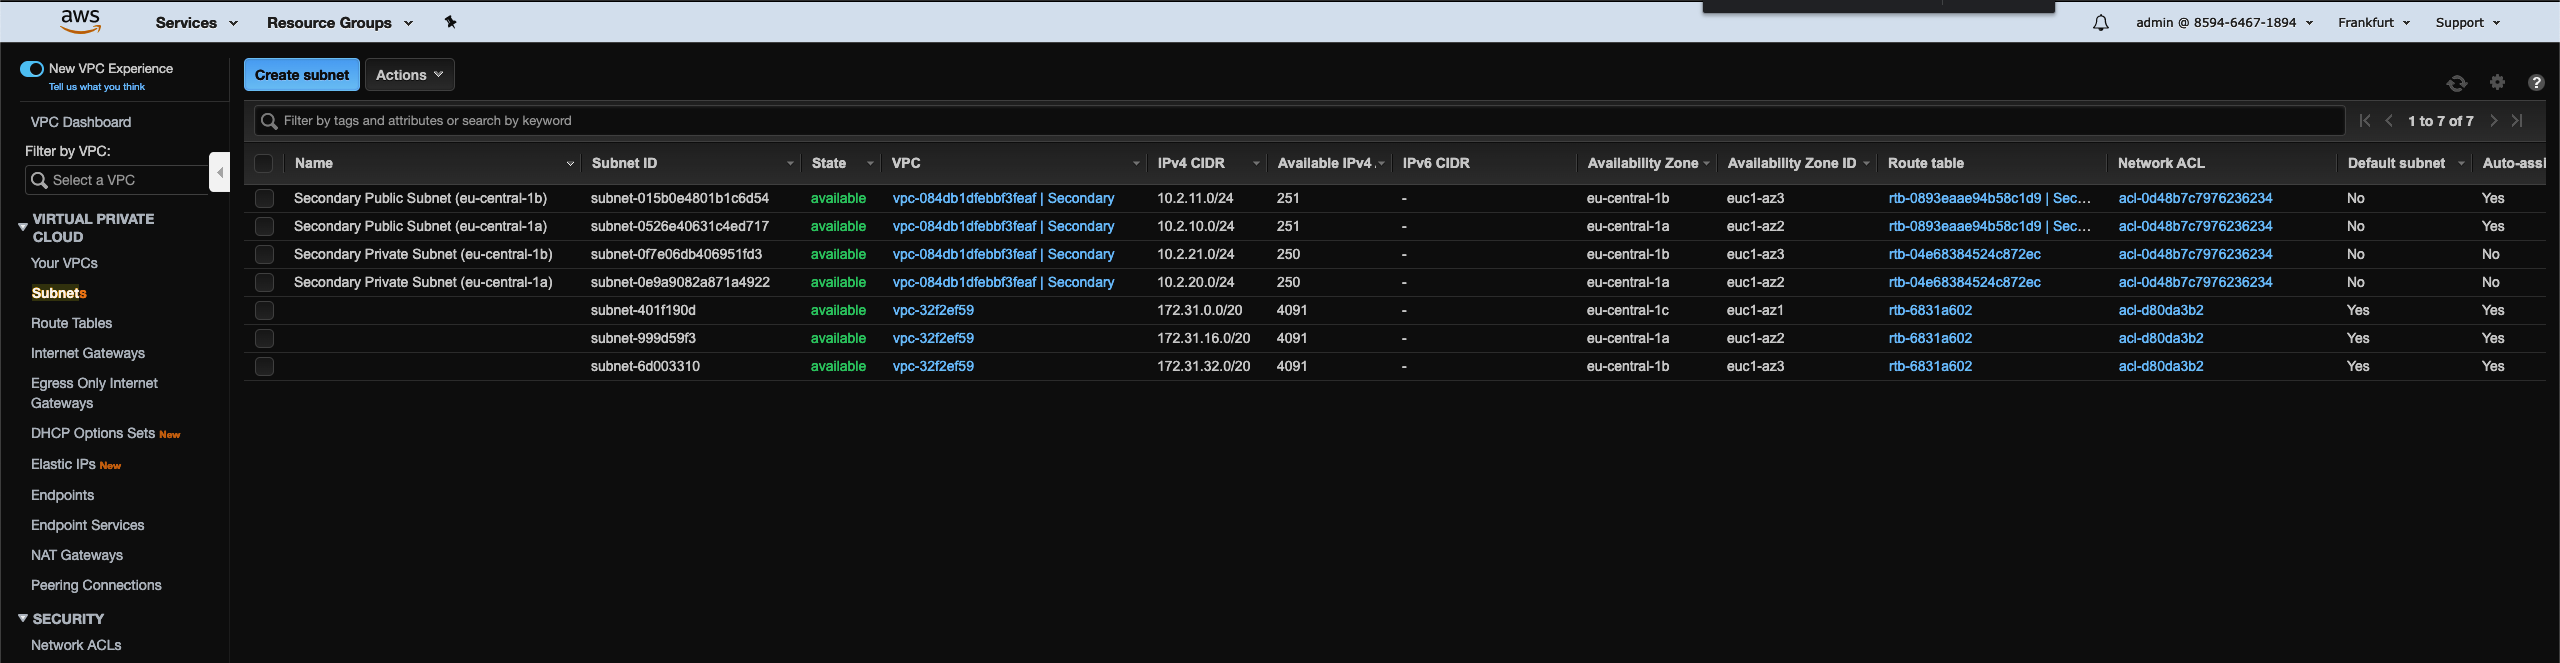 aws Services Resource Groups admin @ 8594-6467-1894 Frankfurt Support
New VPC Experience
Tell us what you think
VPC Dashboard
Filter by VPC:
Select a VPC
VIRTUAL PRIVATE
CLOUD
Your VPCs
Subnets
Route Tables
Internet Gateways
Egress Only Internet
Gateways
DHCP Options Sets New
Elastic IPs New
Endpoints
Endpoint Services
NAT Gateways
Peering Connections
SECURITY
Network ACLs
Create subnet Actions
Filter by tags and attributes or search by keyword 1 to 7 of 7
Name Subnet ID State VPC IPv4 CIDR Available IPv4 IPv6 CIDR Availability Zone Availability Zone ID Route table Network ACL Default subnet Auto-assi
Secondary Public Subnet (eu-central-1b) subnet-015b0e4801b1c6d54 available vpc-084db1dfebbf3feaf | Secondary 10.2.11.0/24 251 - eu-central-1b euc1-az3 rtb-0893eaae94b58c1d9 | Sec... acl-0d48b7c7976236234 No Yes
Secondary Public Subnet (eu-central-1a) subnet-0526e40631c4ed717 available vpc-084db1dfebbf3feaf | Secondary 10.2.10.0/24 251 - eu-central-1a euc1-az2 rtb-0893eaae94b58c1d9 | Sec... acl-0d48b7c7976236234 No Yes
Secondary Private Subnet (eu-central-1b) subnet-0f7e06db406951fd3 available vpc-084db1dfebbf3feaf | Secondary 10.2.21.0/24 250 - eu-central-1b euc1-az3 rtb-04e68384524c872ec acl-0d48b7c7976236234 No No
Secondary Private Subnet (eu-central-1a) subnet-0e9a9082a871a4922 available vpc-084db1dfebbf3feaf | Secondary 10.2.20.0/24 250 - eu-central-1a euc1-az2 rtb-04e68384524c872ec acl-0d48b7c7976236234 No No
subnet-401f190d available vpc-32f2ef59 172.31.0.0/20 4091 - eu-central-1c euc1-az1 rtb-6831a602 acl-d80da3b2 Yes Yes
subnet-999d59f3 available vpc-32f2ef59 172.31.16.0/20 4091 - eu-central-1a euc1-az2 rtb-6831a602 acl-d80da3b2 Yes Yes
subnet-6d003310 available vpc-32f2ef59 172.31.32.0/20 4091 - eu-central-1b euc1-az3 rtb-6831a602 acl-d80da3b2 Yes Yes